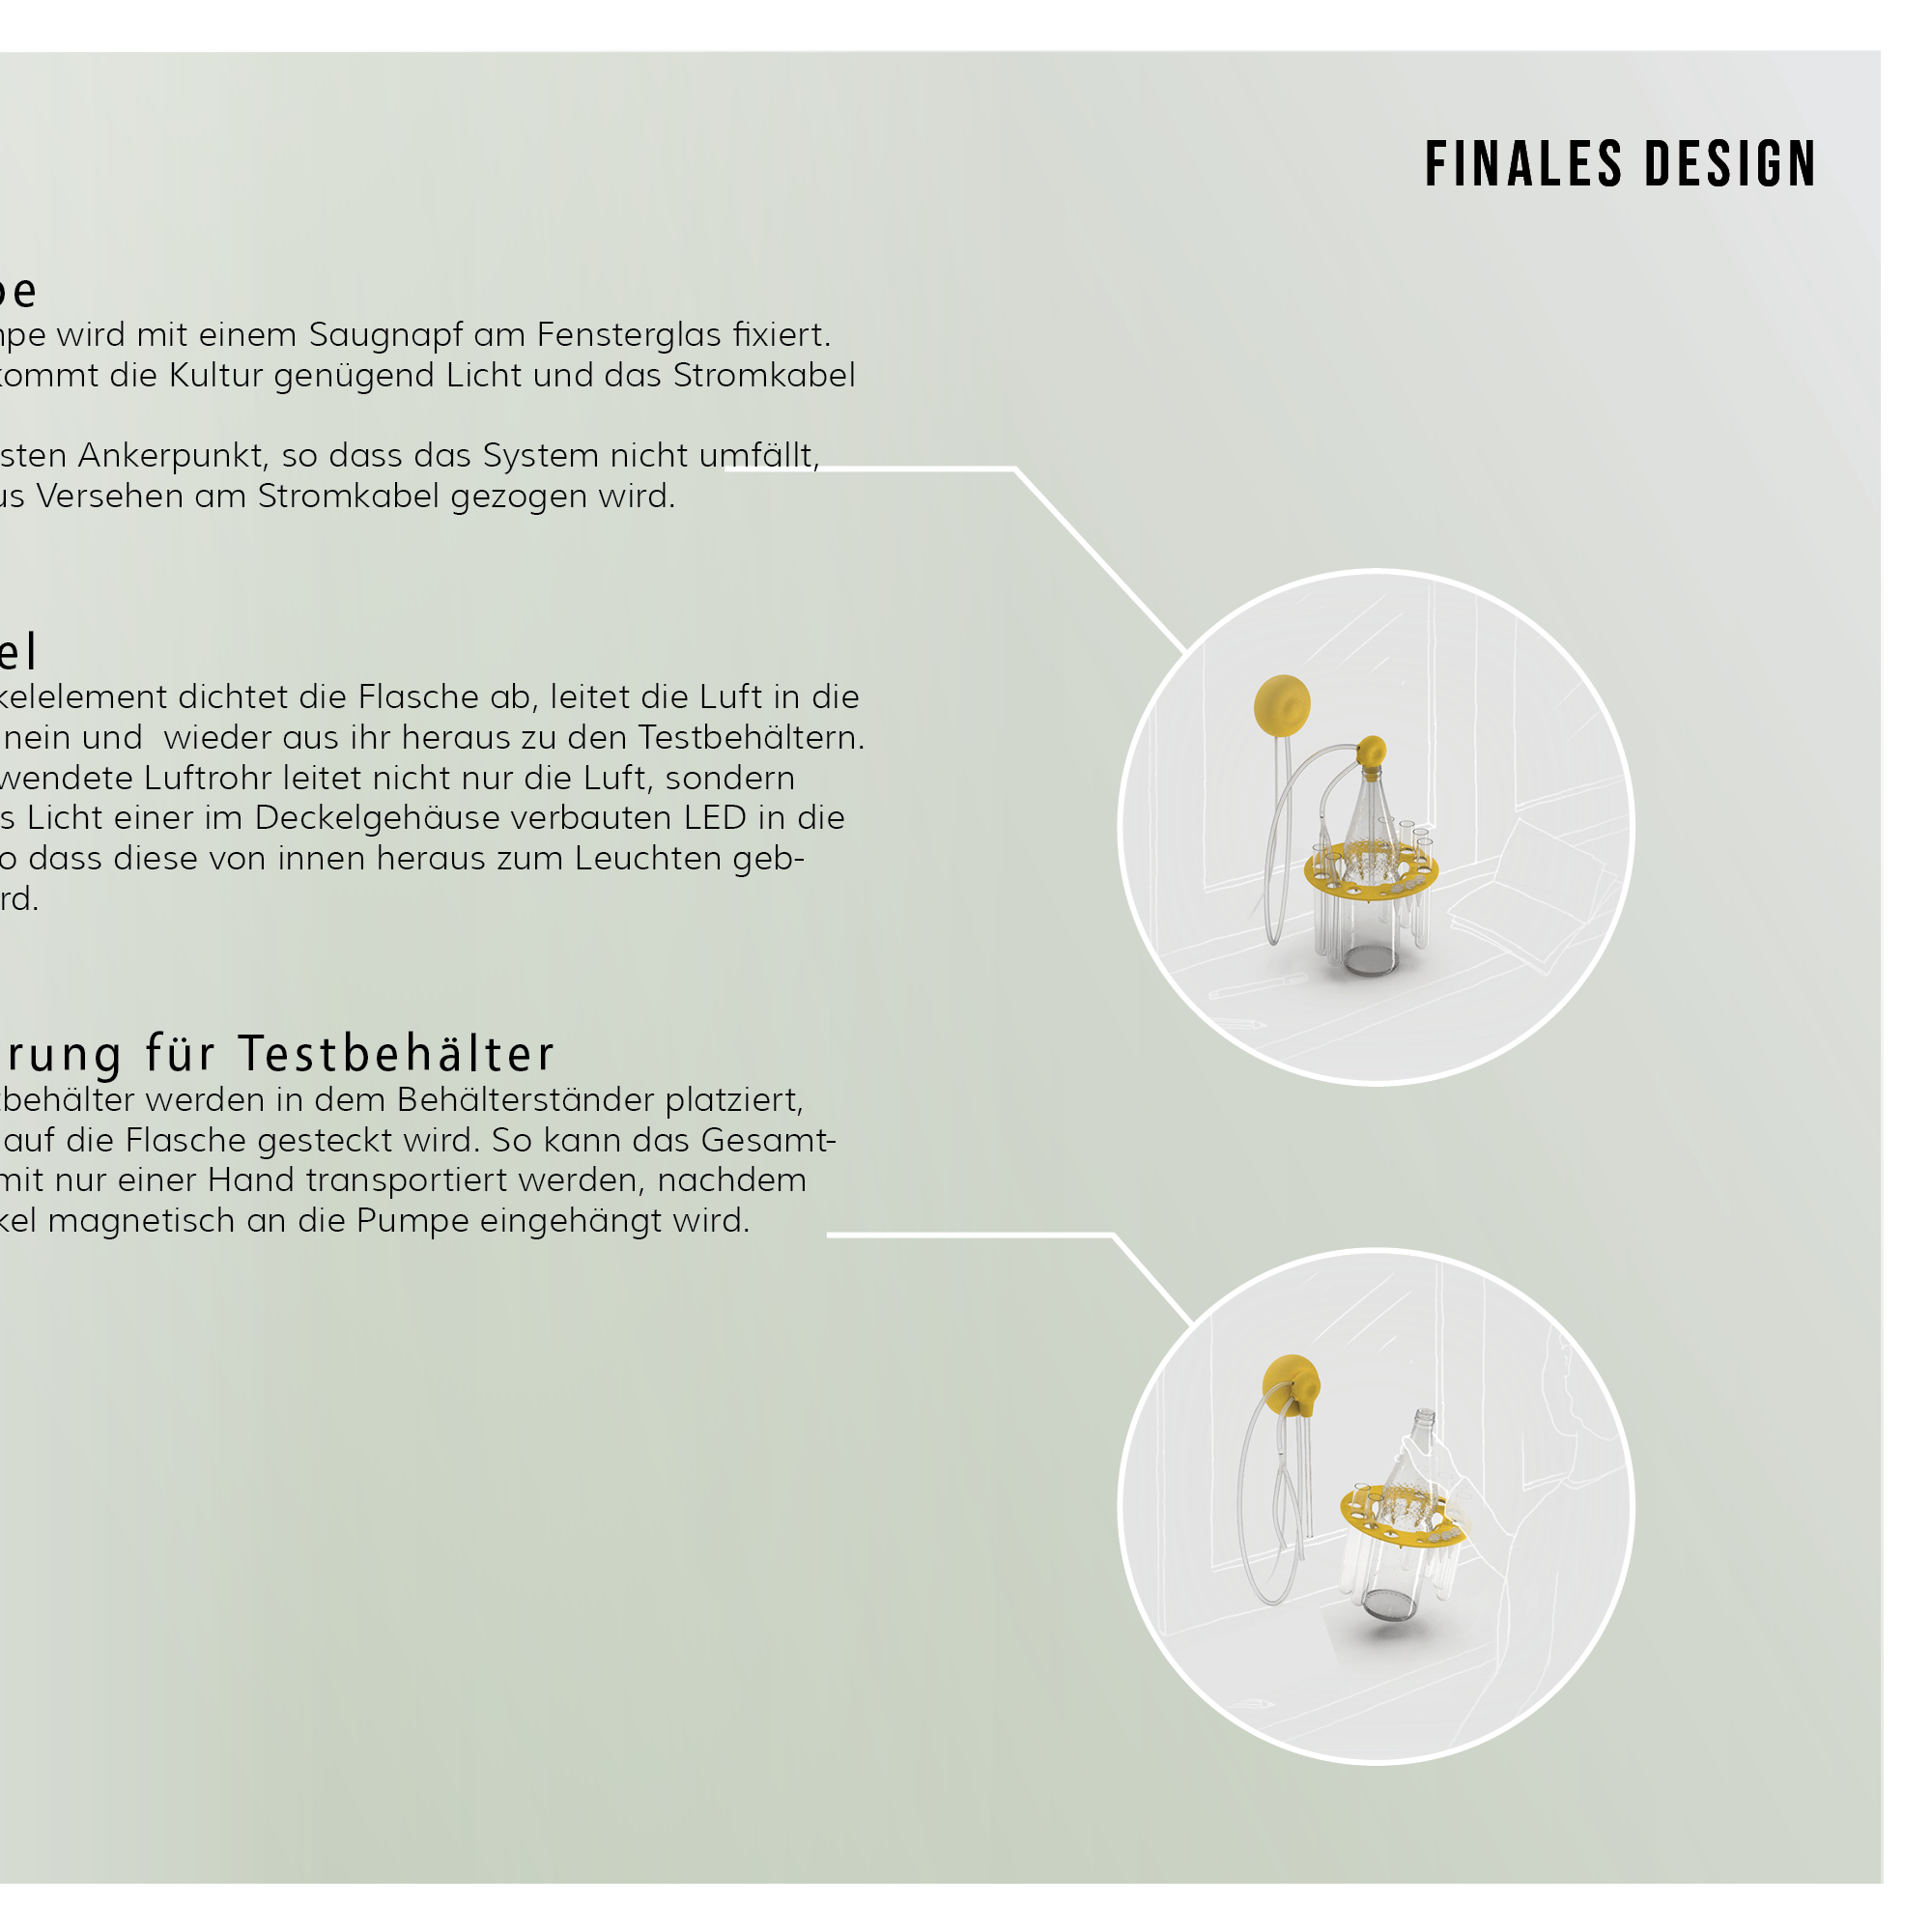 FINALES DESIGN
pe
mpe wird mit einem Saugnapf am Fensterglas fixiert.
kommt die Kultur genügend Licht und das Stromkabel
sten Ankerpunkt, so dass das System nicht umfällt,
us Versehen am Stromkabel gezogen wird.
el
kelelement dichtet die Flasche ab, leitet die Luft in die
nein und  wieder aus ihr heraus zu den Testbehältern.
wendete Luftrohr leitet nicht nur die Luft, sondern
s Licht einer im Deckelgehäuse verbauten LED in die
o dass diese von innen heraus zum Leuchten geb-
rd.
rung für Testbehälter
tbehälter werden in dem Behälterständer platziert,
auf die Flasche gesteckt wird. So kann das Gesamt-
mit nur einer Hand transportiert werden, nachdem
kel magnetisch an die Pumpe eingehängt wird.